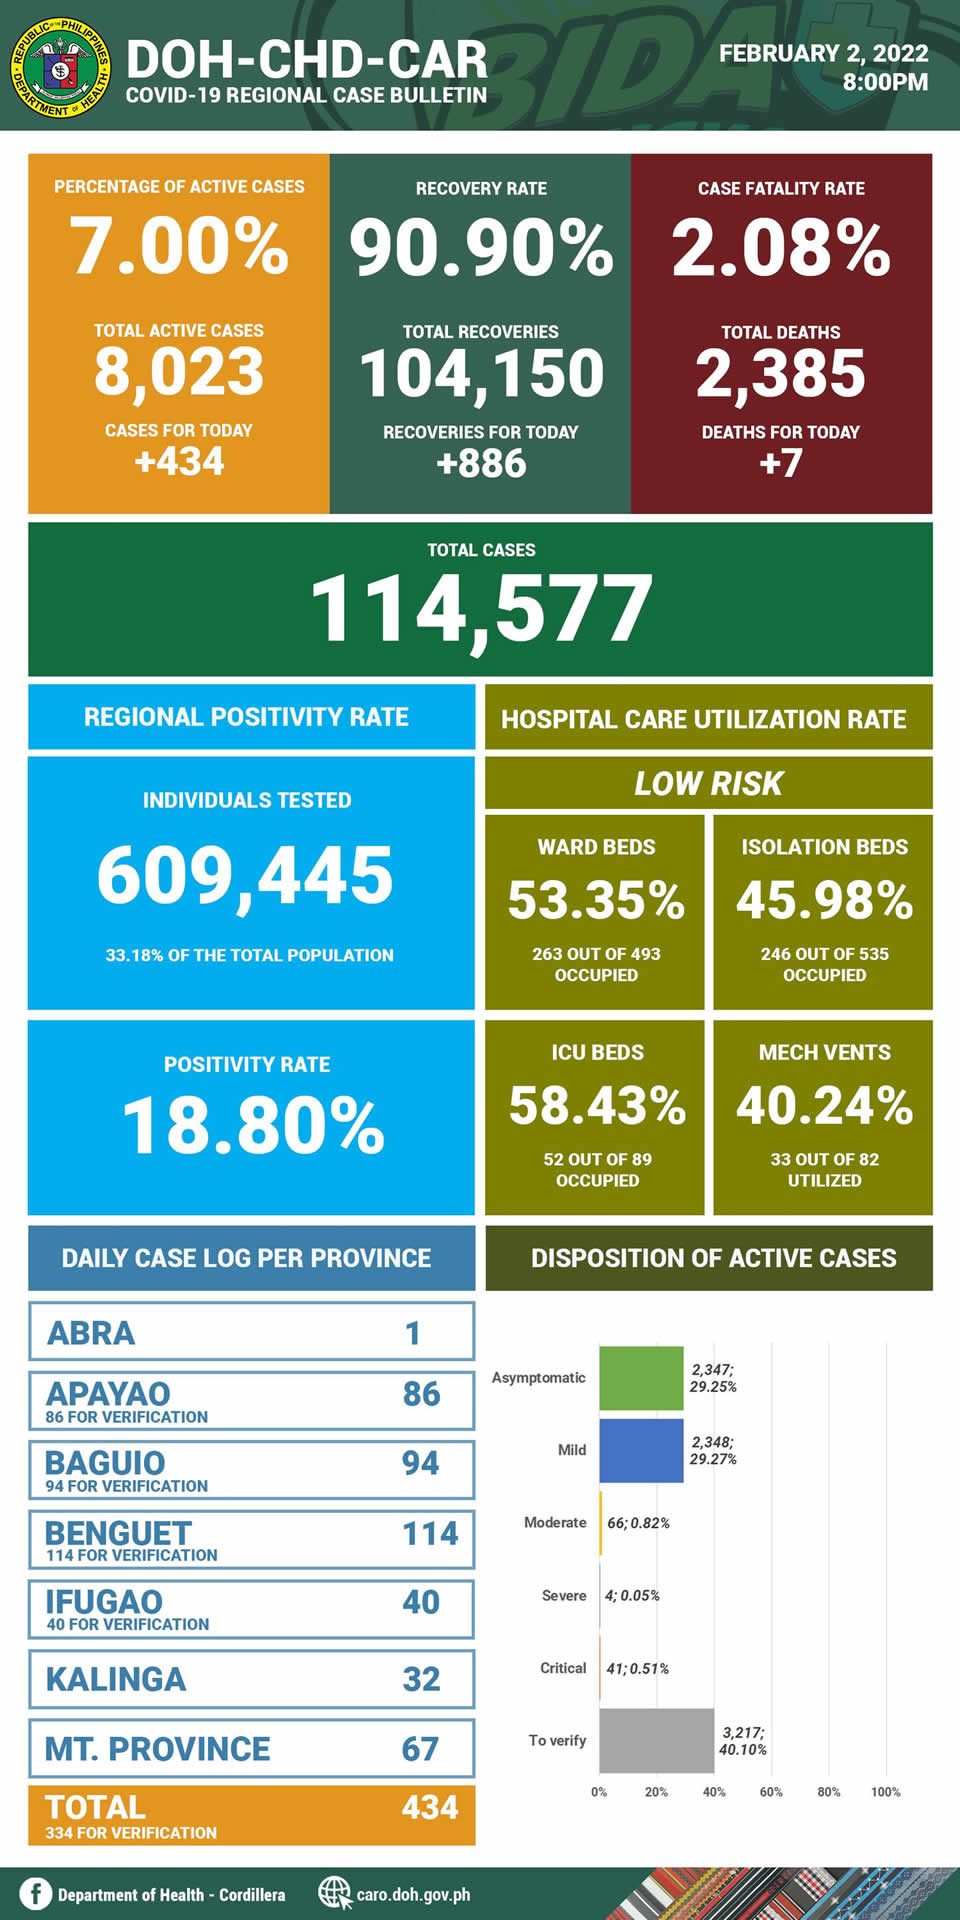 REPUBLIC OF THE PHILIPPINES
DEPARTMENT OF HEALTH
DOH-CHD-CAR
COVID-19 REGIONAL CASE BULLETIN
BIDA
FEBRUARY 2, 2022
8:00PM
PERCENTAGE OF ACTIVE CASES
7.00%
TOTAL ACTIVE CASES
8,023
CASES FOR TODAY
+434
RECOVERY RATE
90.90%
TOTAL RECOVERIES
104,150
RECOVERIES FOR TODAY
+886
CASE FATALITY RATE
2.08%
TOTAL DEATHS
2,385
DEATHS FOR TODAY
+7
TOTAL CASES
114,577
REGIONAL POSITIVITY RATE
INDIVIDUALS TESTED
609,445
33.18% OF THE TOTAL POPULATION
POSITIVITY RATE
18.80%
HOSPITAL CARE UTILIZATION RATE
LOW RISK
WARD BEDS
53.35%
263 OUT OF 493
OCCUPIED
ISOLATION BEDS
45.98%
246 OUT OF 535
OCCUPIED
ICU BEDS
58.43%
52 OUT OF 89
OCCUPIED
MECH VENTS
40.24%
33 OUT OF 82
UTILIZED
DAILY CASE LOG PER PROVINCE
ABRA 1
APAYAO 86
86 FOR VERIFICATION
BAGUIO 94
94 FOR VERIFICATION
BENGUET 114
114 FOR VERIFICATION
IFUGAO 40
40 FOR VERIFICATION
KALINGA 32
MT. PROVINCE 67
TOTAL 434
334 FOR VERIFICATION
DISPOSITION OF ACTIVE CASES
Asymptomatic 2,347;
29.25%
Mild 2,348;
29.27%
Moderate 66; 0.82%
Severe 4; 0.05%
Critical 41; 0.51%
To verify 3,217;
40.10%
0% 20% 40% 60% 80% 100%
Department of Health - Cordillera
caro.doh.gov.ph